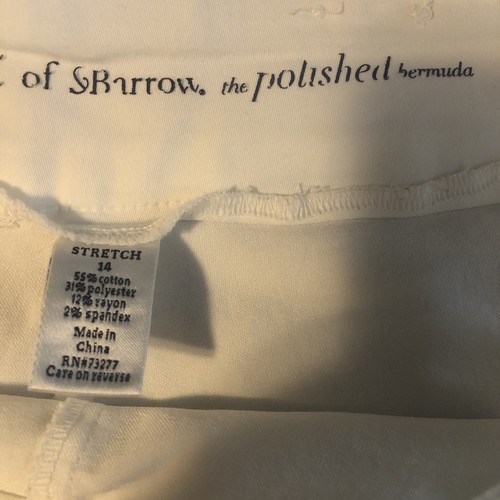 of &Barrow. the polished bermuda
STRETCH
14
55% cotton
31% polyester
12% rayon
2% spandex
Made in
China
RN#73277
Care on reverse